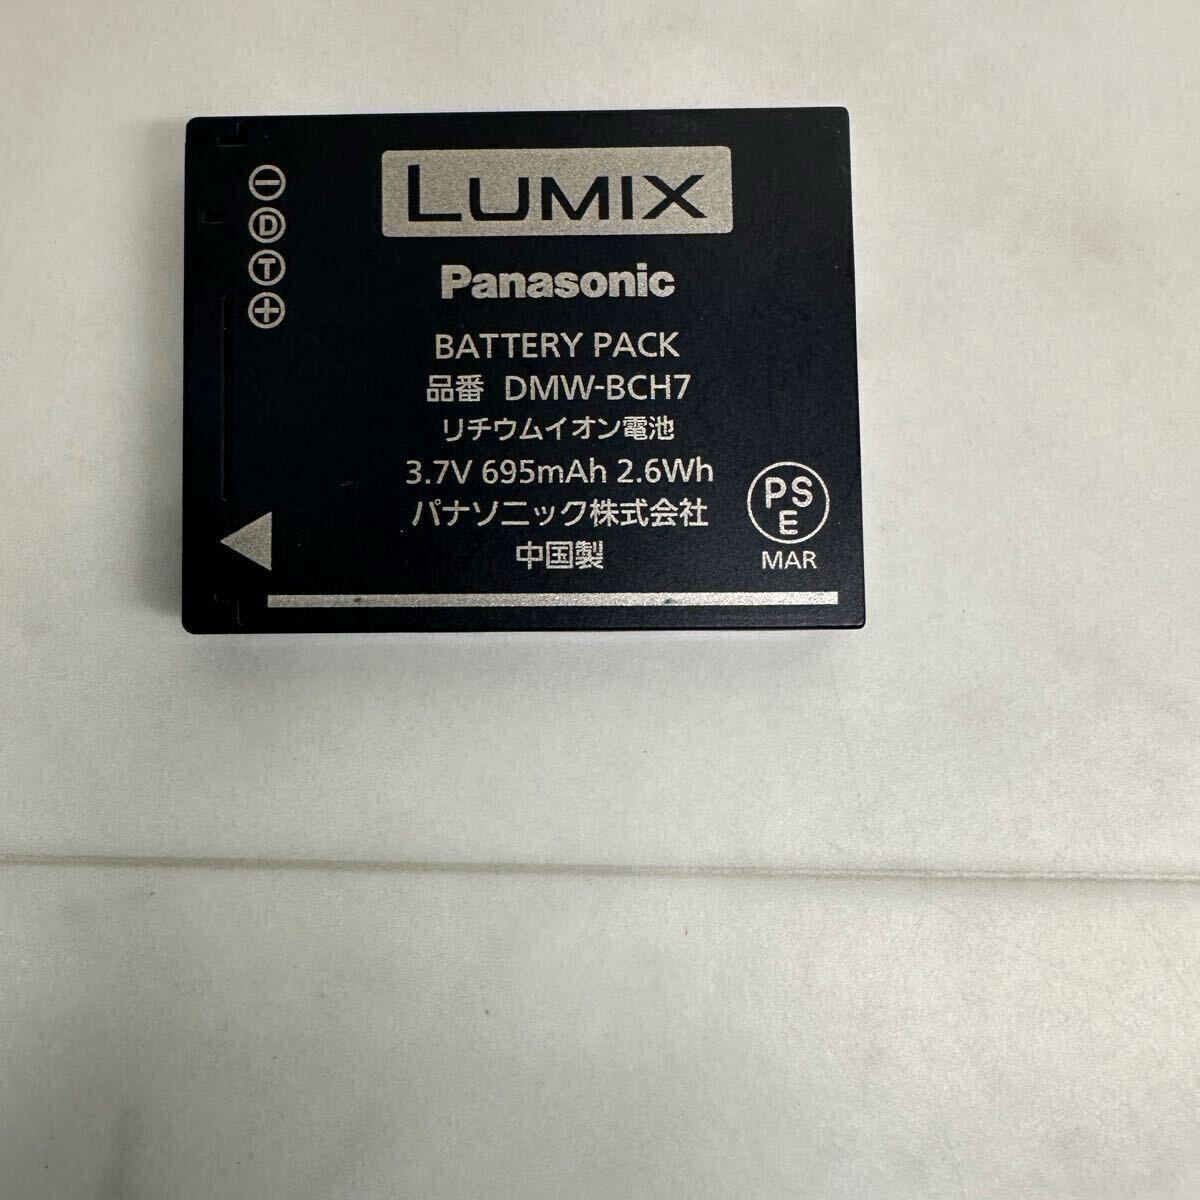 LUMIX
Panasonic
BATTERY PACK
品番 DMW-BCH7
リチウムイオン電池
3.7V 695mAh 2.6Wh
パナソニック株式会社
中国製
−
D
T
+
PS
E
MAR